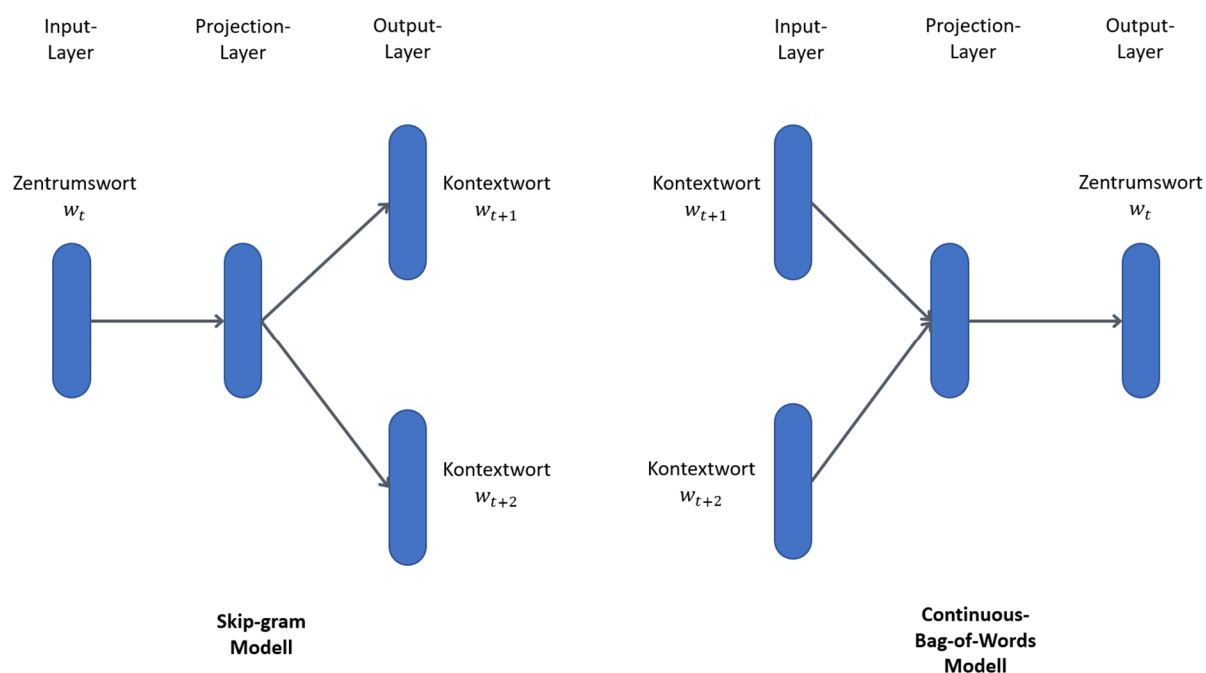 Input-
Layer
Projection-
Layer
Output-
Layer
Zentrumswort
w_t
Kontextwort
w_{t+1}
Kontextwort
w_{t+2}
Skip-gram
Modell
Input-
Layer
Projection-
Layer
Output-
Layer
Kontextwort
w_{t+1}
Zentrumswort
w_t
Kontextwort
w_{t+2}
Continuous-
Bag-of-Words
Modell